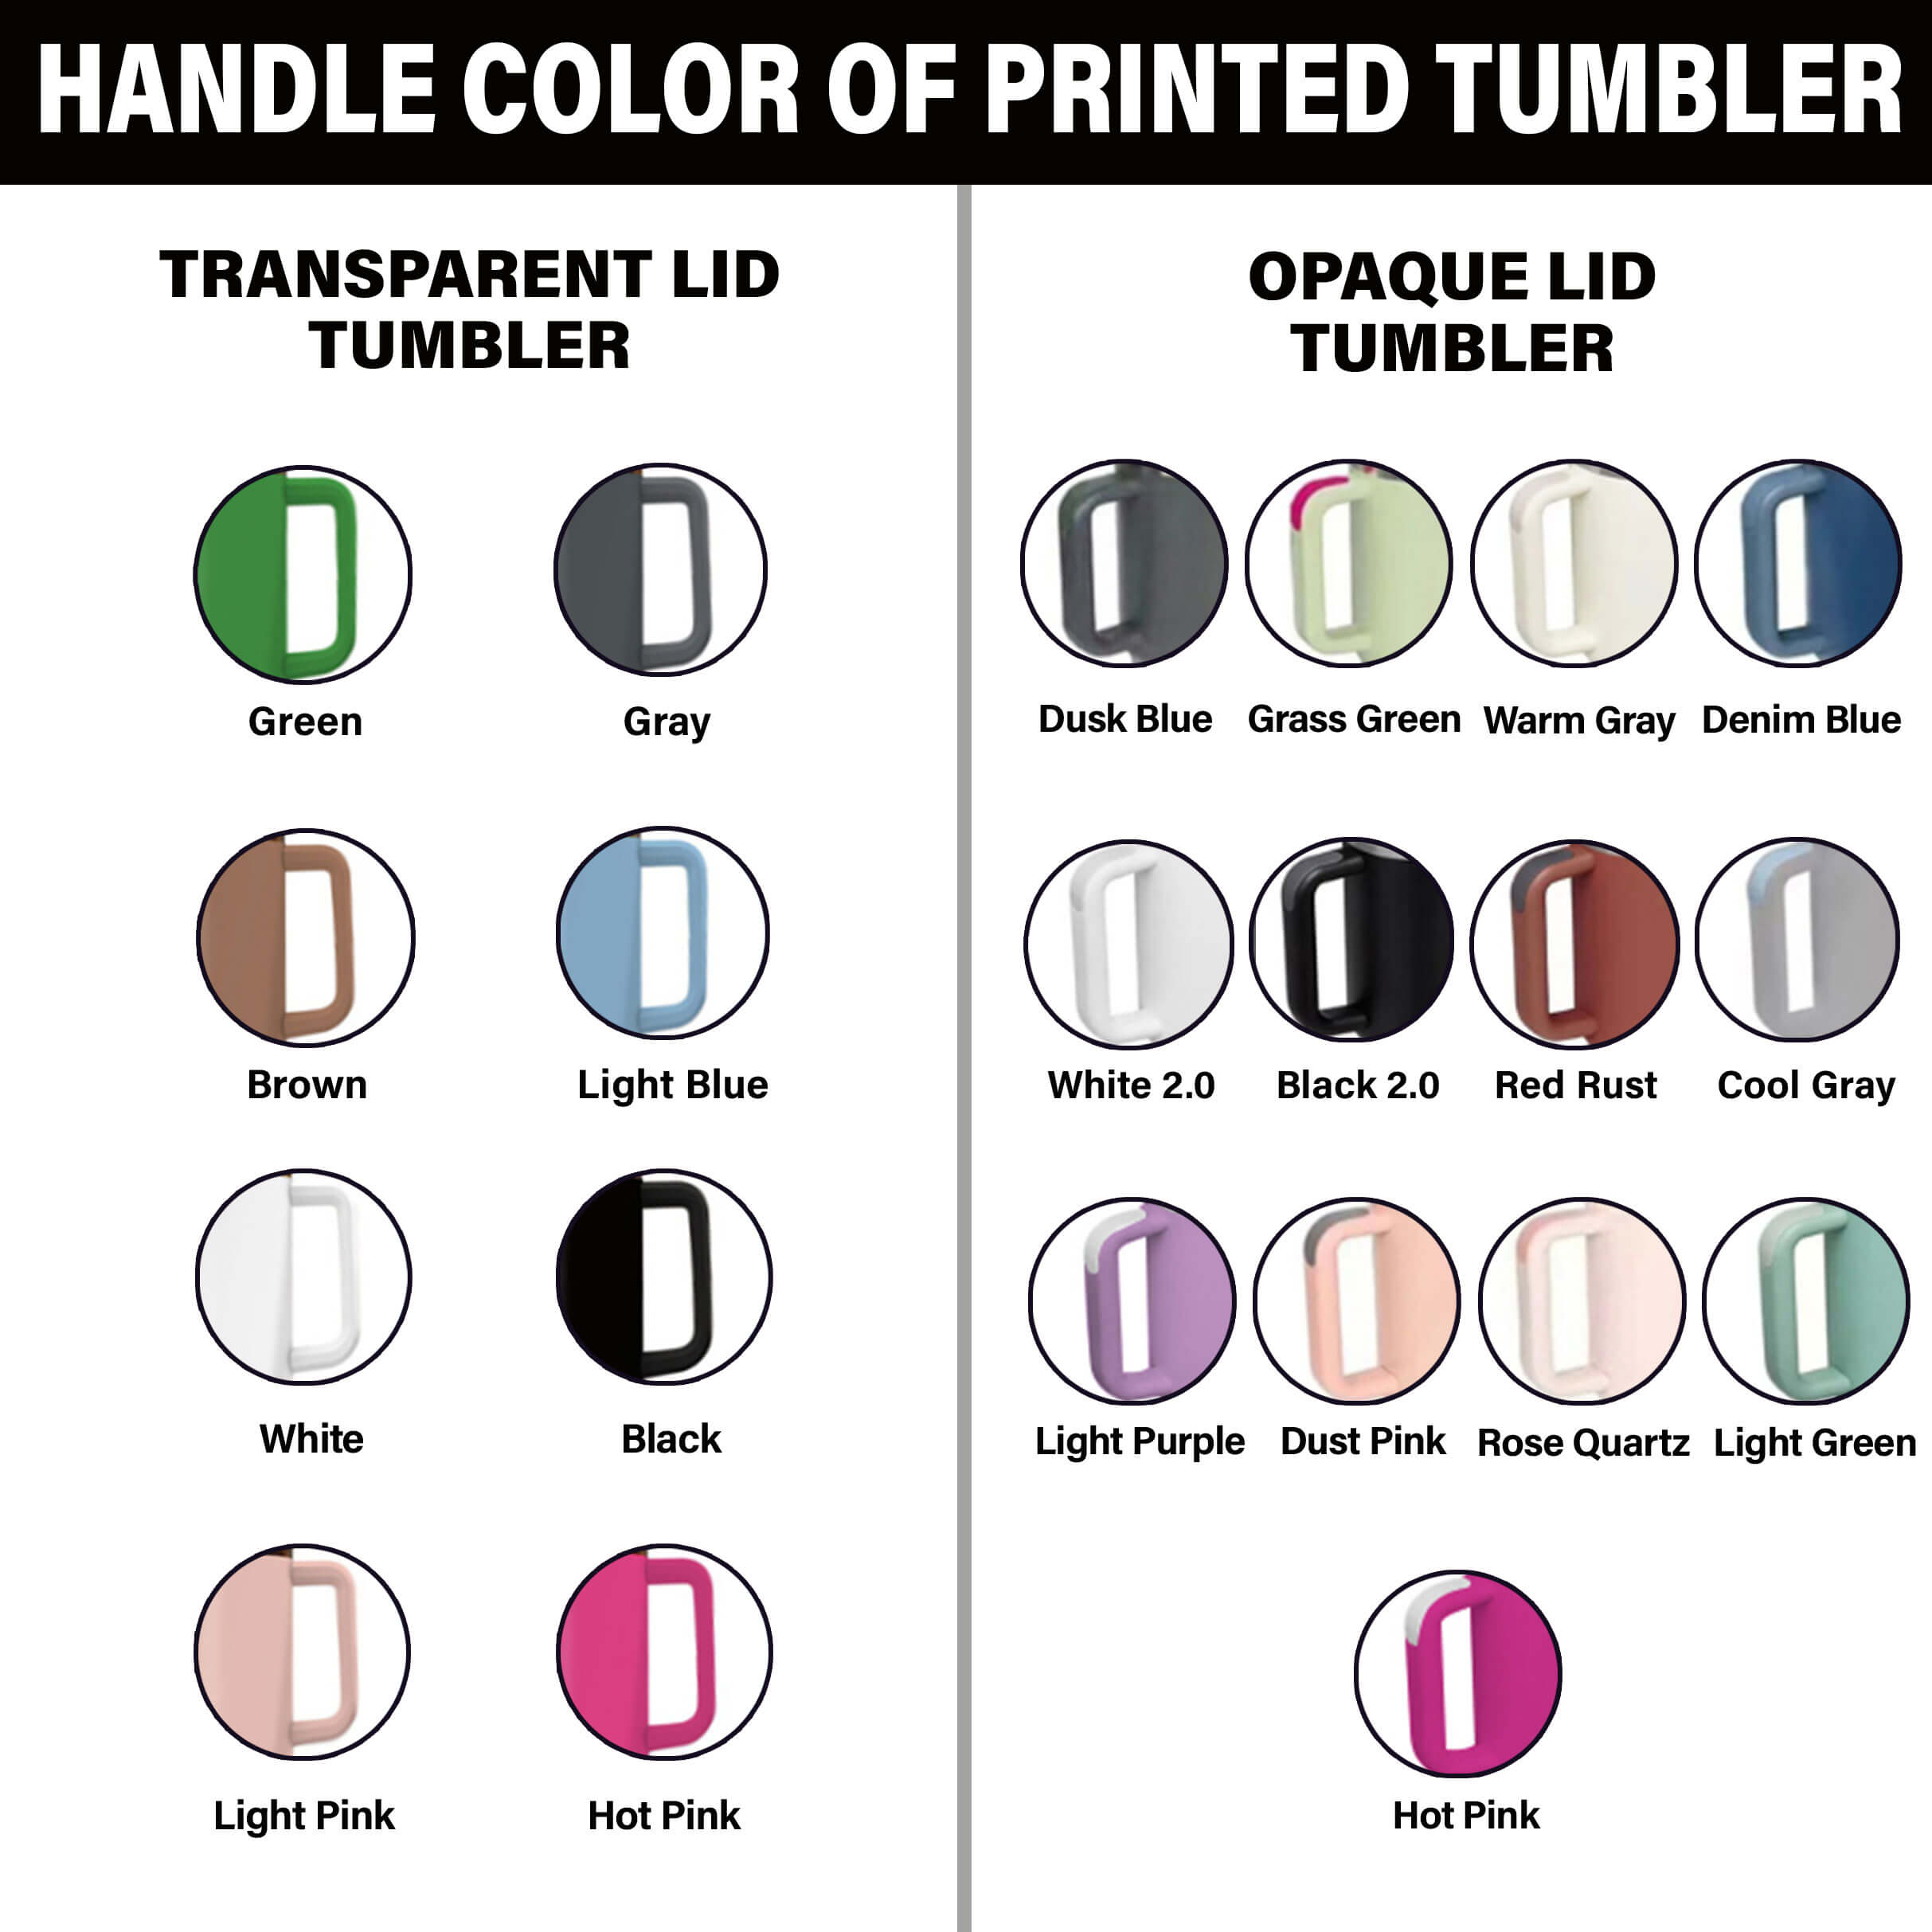 HANDLE COLOR OF PRINTED TUMBLER
TRANSPARENT LID
TUMBLER
Green
Gray
Brown
Light Blue
White
Black
Light Pink
Hot Pink
OPAQUE LID
TUMBLER
Dusk Blue
Grass Green
Warm Gray
Denim Blue
White 2.0
Black 2.0
Red Rust
Cool Gray
Light Purple
Dust Pink
Rose Quartz
Light Green
Hot Pink